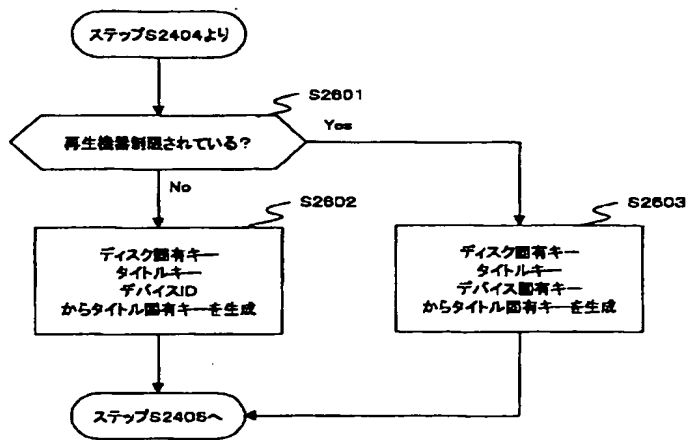 ステップS2404より
S2601
再生機器制限されている?
Yes
No
S2602
S2603
ディスク固有キー
タイトルキー
デバイスID
からタイトル固有キーを生成
ディスク固有キー
タイトルキー
デバイス固有キー
からタイトル固有キーを生成
ステップS2405へ